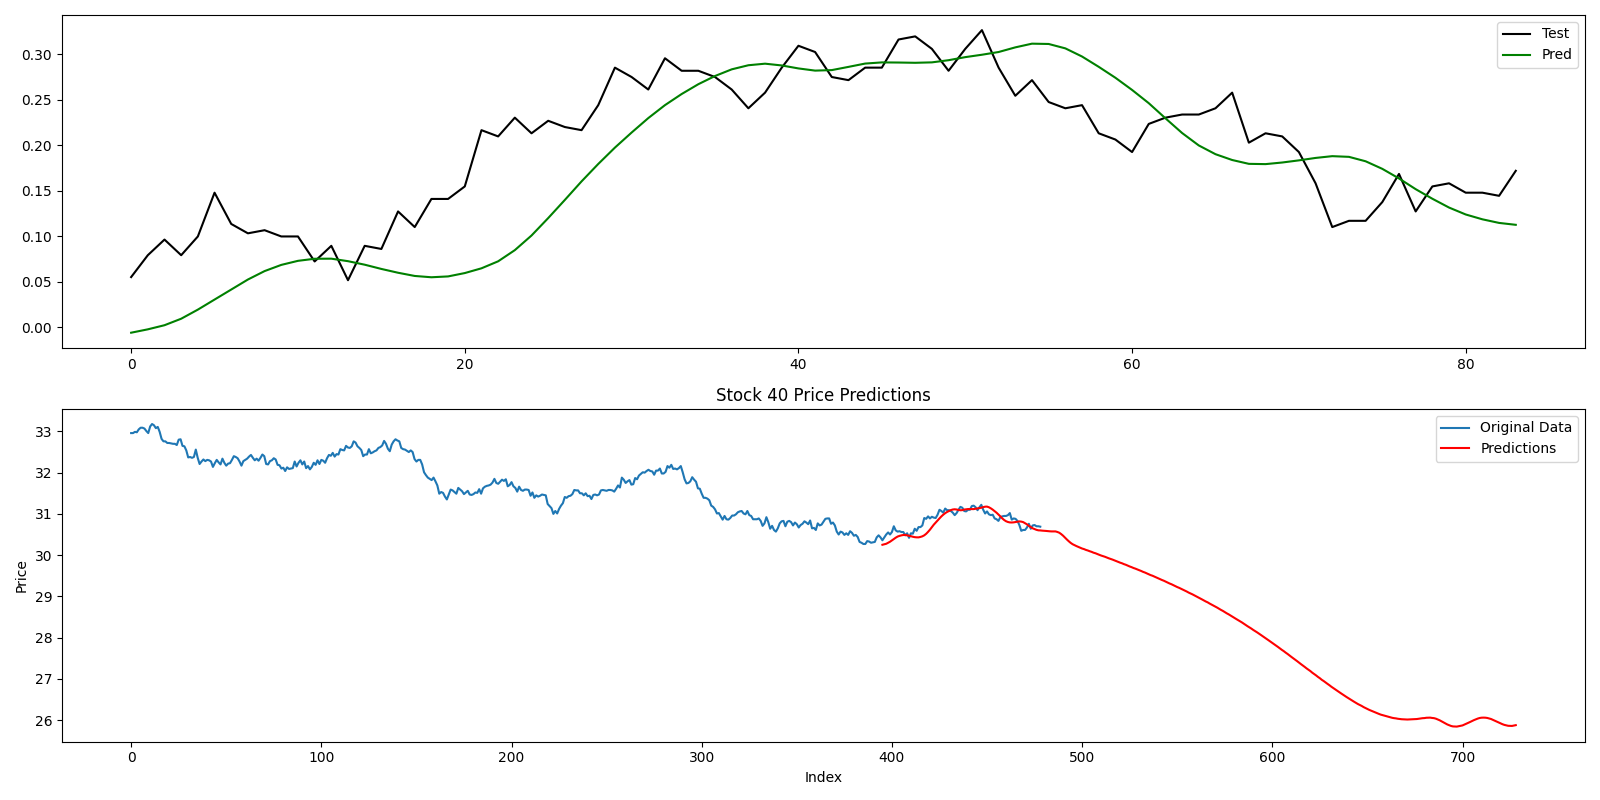 0.30
0.25
0.20
0.15
0.10
0.05
0.00
Test
Pred
0 20 40 60 80
Stock 40 Price Predictions
Price
33
32
31
30
29
28
27
26
Original Data
Predictions
0 100 200 300 400 500 600 700
Index